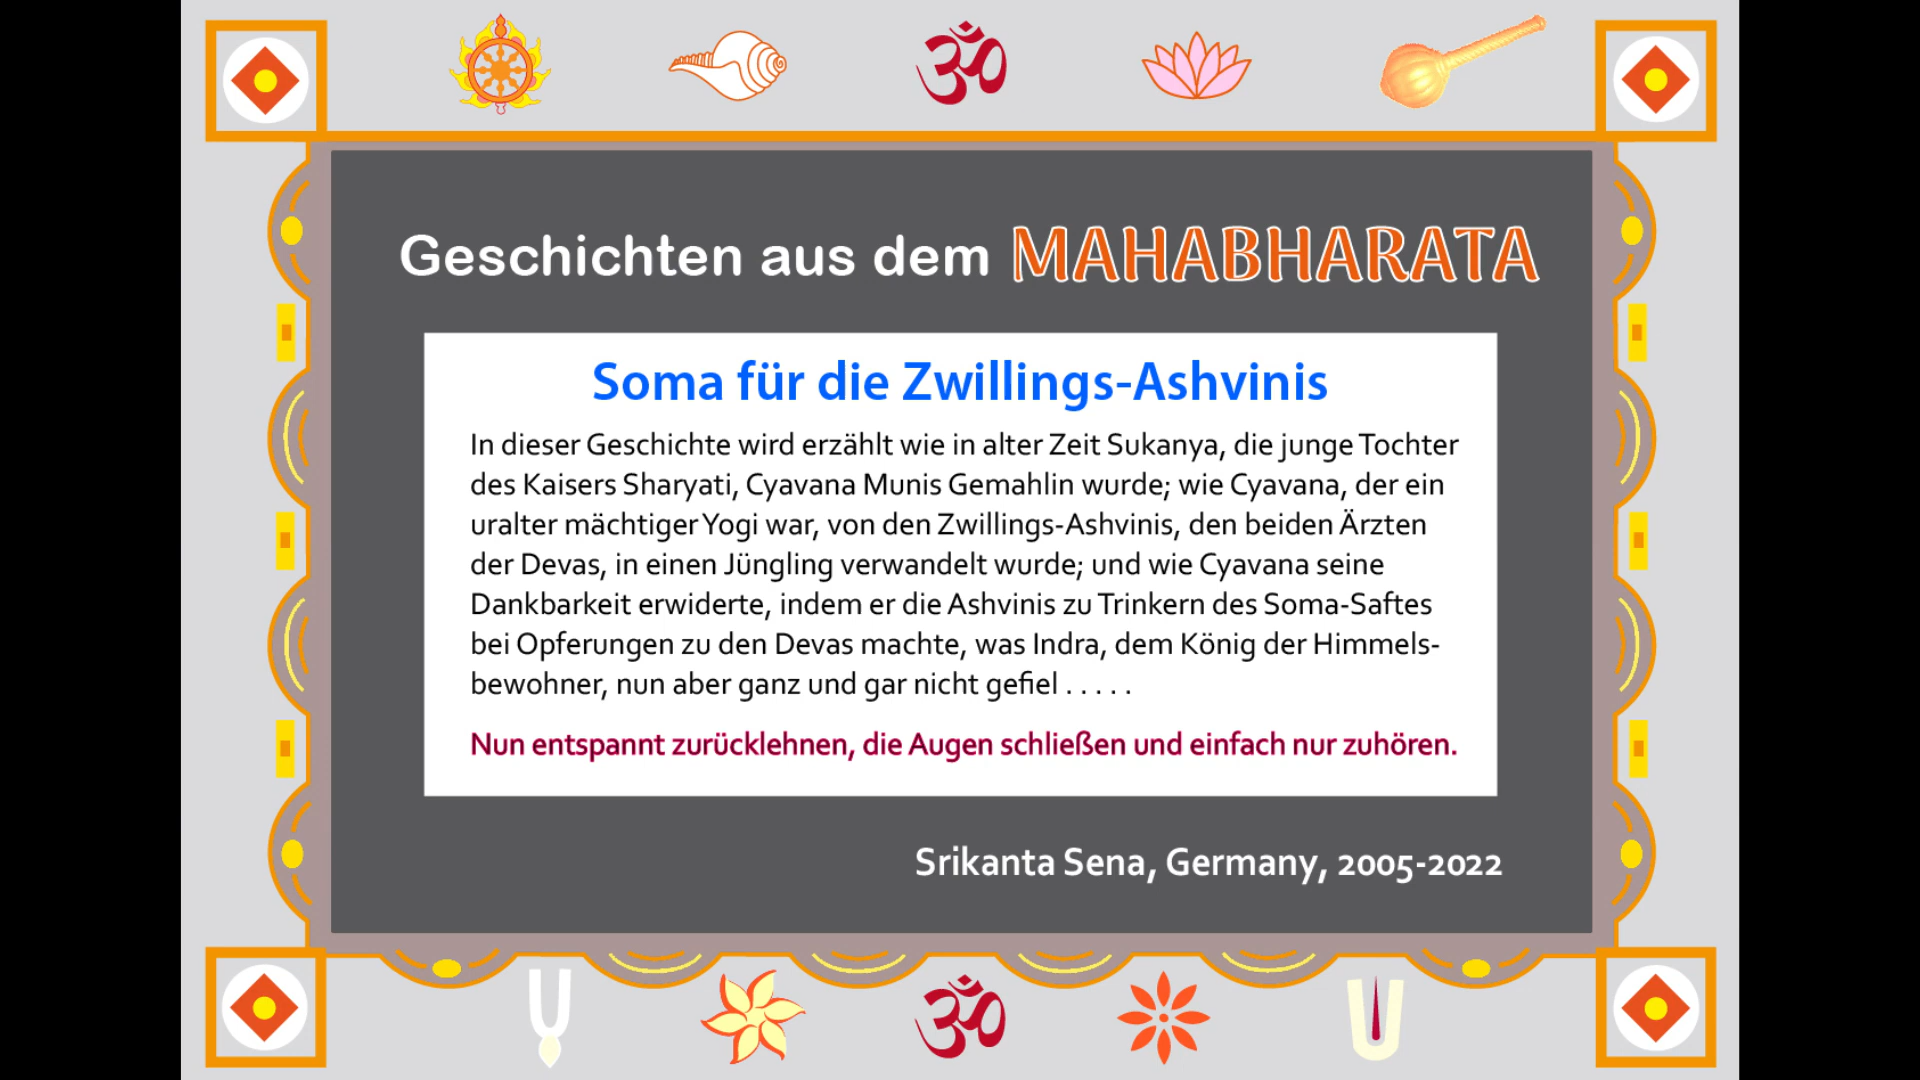 ॐ
Geschichten aus dem MAHABHARATA
Soma für die Zwillings-Ashvinis
In dieser Geschichte wird erzählt wie in alter Zeit Sukanya, die junge Tochter
des Kaisers Sharyati, Cyavana Munis Gemahlin wurde; wie Cyavana, der ein
uralter mächtiger Yogi war, von den Zwillings-Ashvinis, den beiden Ärzten
der Devas, in einen Jüngling verwandelt wurde; und wie Cyavana seine
Dankbarkeit erwiderte, indem er die Ashvinis zu Trinkern des Soma-Saftes
bei Opferungen zu den Devas machte, was Indra, dem König der Himmels-
bewohner, nun aber ganz und gar nicht gefiel . . . . .
Nun entspannt zurücklehnen, die Augen schließen und einfach nur zuhören.
Srikanta Sena, Germany, 2005-2022
ॐ